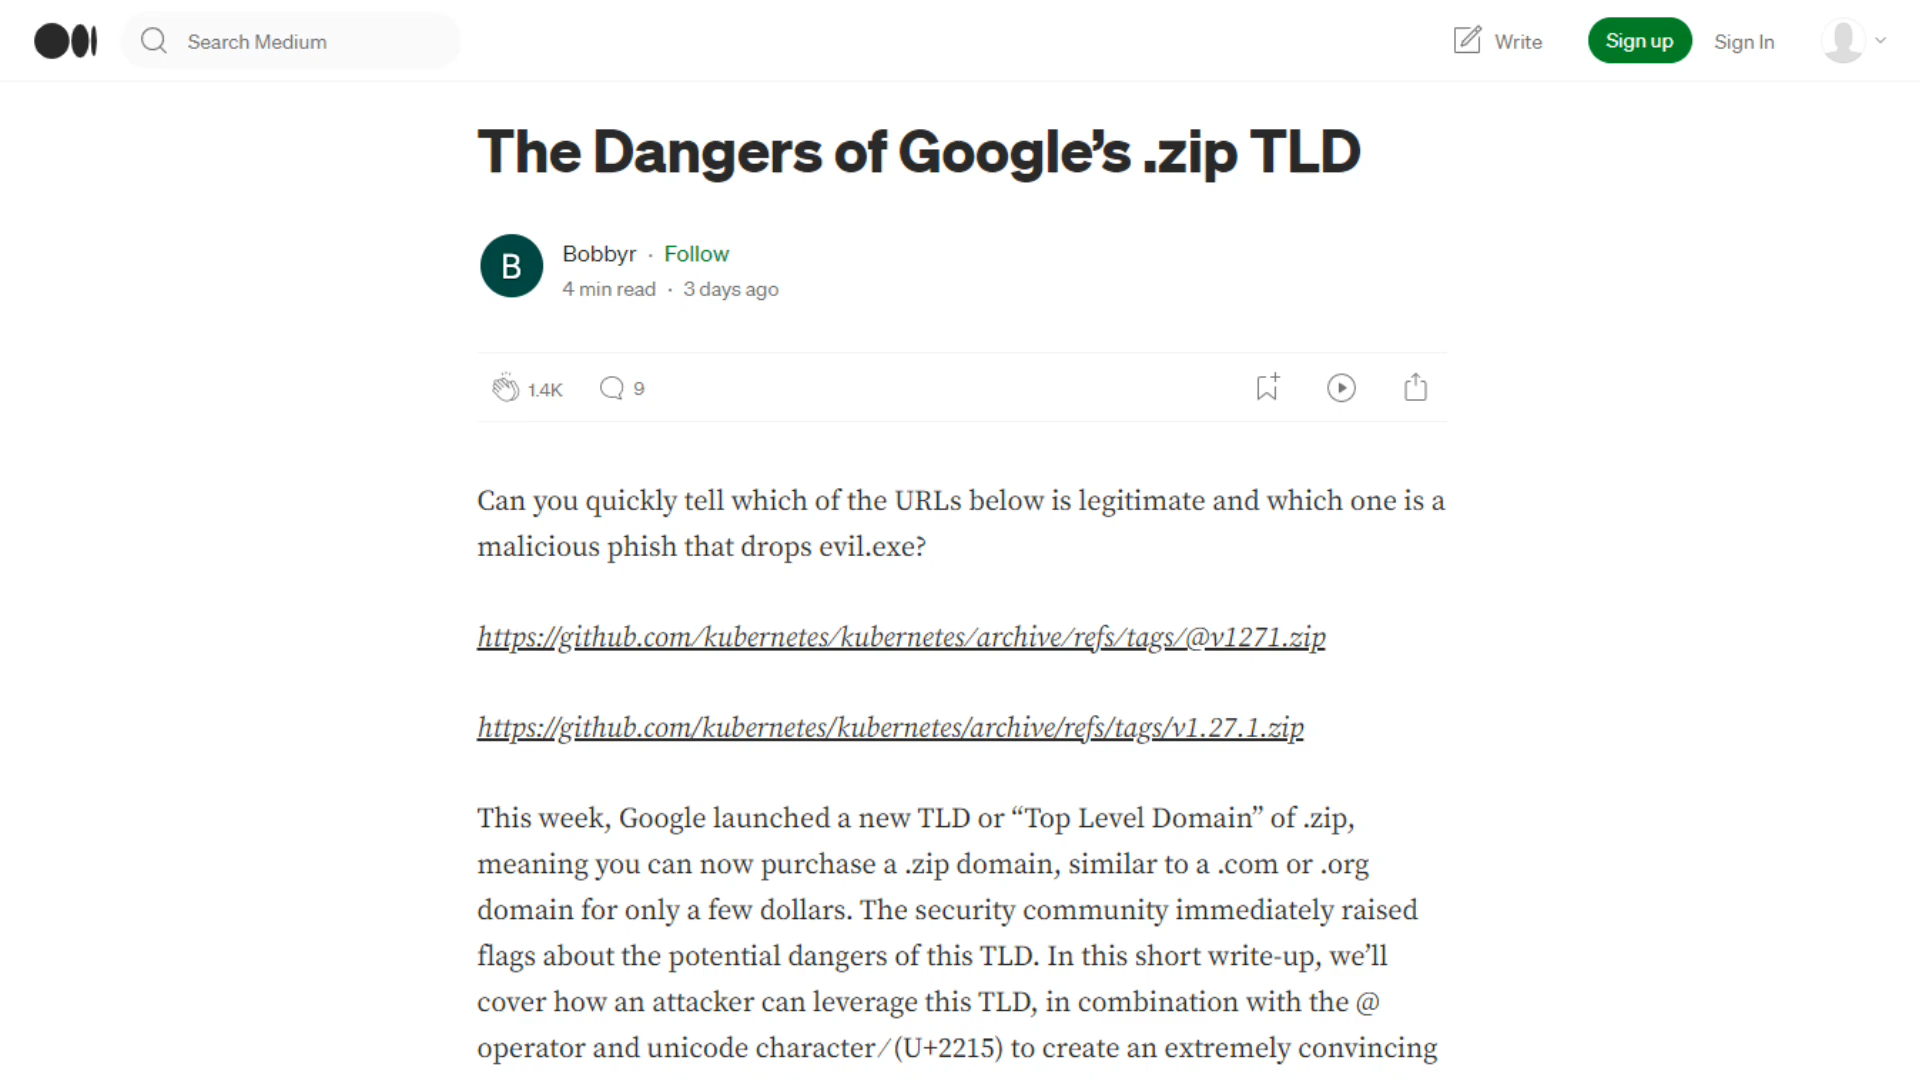 Search Medium
Write
Sign up
Sign In
The Dangers of Google’s .zip TLD
B
Bobbyr · Follow
4 min read · 3 days ago
1.4K
9
Can you quickly tell which of the URLs below is legitimate and which one is a
malicious phish that drops evil.exe?
https://github.com∕kubernetes∕kubernetes∕archive∕refs∕tags∕@v1271.zip
https://github.com/kubernetes/kubernetes/archive/refs/tags/v1.27.1.zip
This week, Google launched a new TLD or “Top Level Domain” of .zip,
meaning you can now purchase a .zip domain, similar to a .com or .org
domain for only a few dollars. The security community immediately raised
flags about the potential dangers of this TLD. In this short write-up, we’ll
cover how an attacker can leverage this TLD, in combination with the @
operator and unicode character ∕ (U+2215) to create an extremely convincing